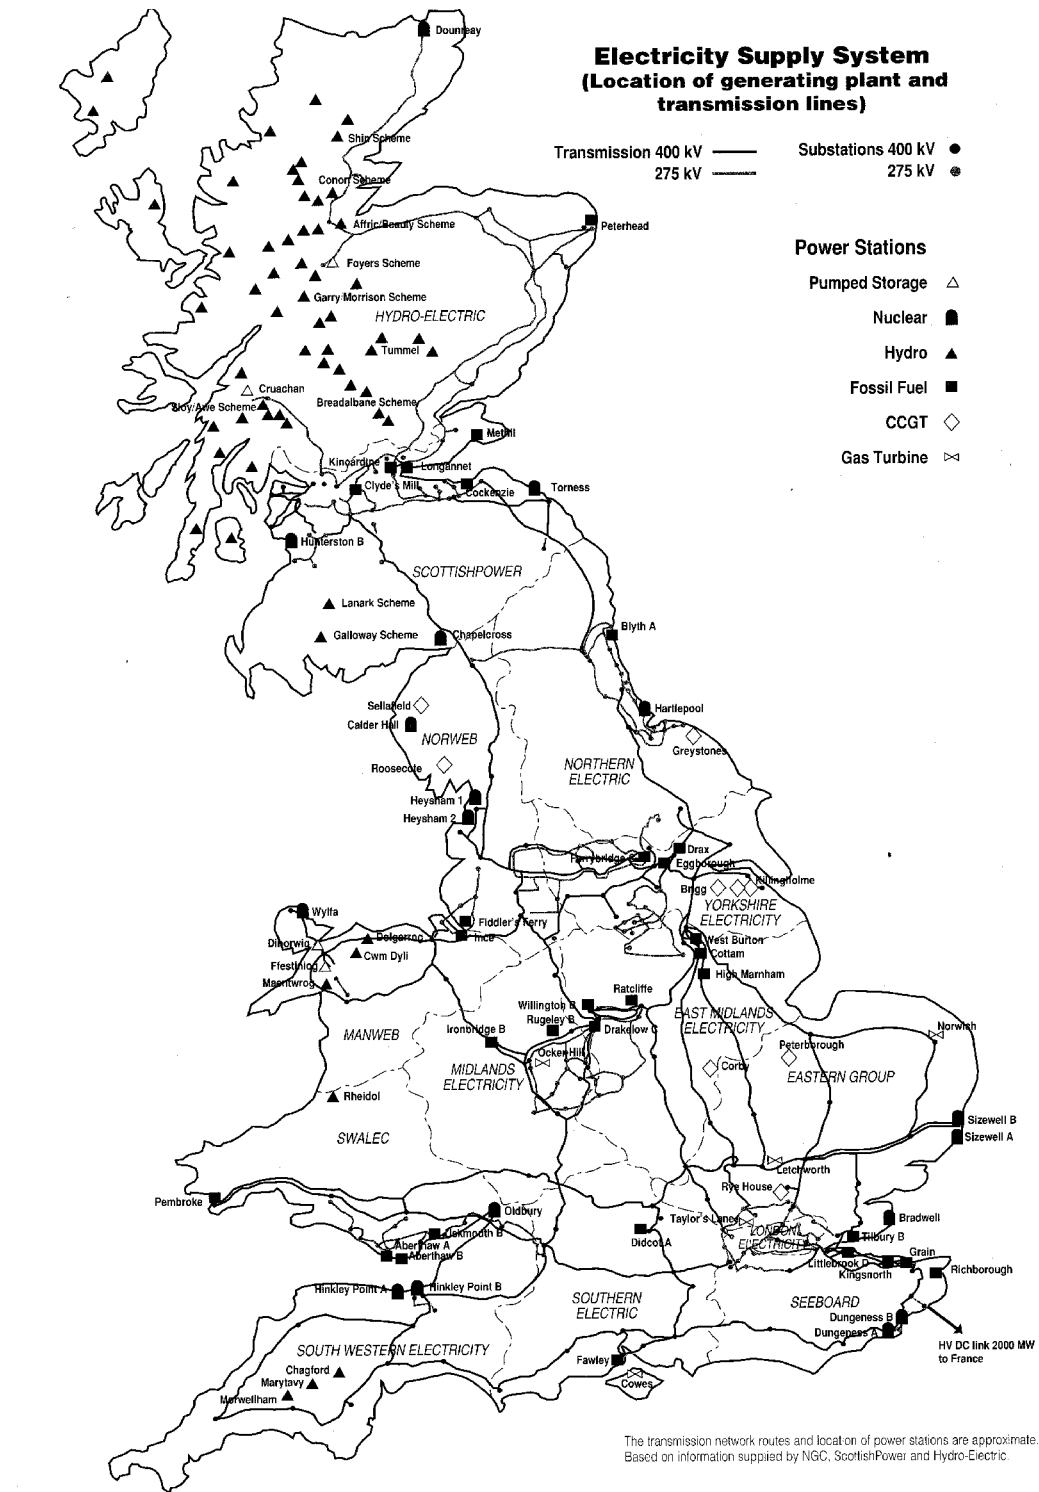 Electricity Supply System
(Location of generating plant and
transmission lines)
Transmission 400 kV
275 kV
Substations 400 kV
275 kV
Power Stations
Pumped Storage
Nuclear
Hydro
Fossil Fuel
CCGT
Gas Turbine
Dounreay
Shin Scheme
Conon Scheme
Affric/Beauly Scheme
Peterhead
Foyers Scheme
Garry/Morrison Scheme
HYDRO-ELECTRIC
Tummel
Cruachan
Sloy/Awe Scheme
Breadalbane Scheme
Methil
Kincardine
Longannet
Clyde's Mill
Cockenzie
Torness
Hunterston B
SCOTTISHPOWER
Lanark Scheme
Galloway Scheme
Chapelcross
Blyth A
Sellafield
Calder Hall
NORWEB
Hartlepool
Greystones
Roosecote
NORTHERN
ELECTRIC
Heysham 1
Heysham 2
Ferrybridge C
Drax
Eggborough
Brigg
Killingholme
YORKSHIRE
ELECTRICITY
Wylfa
Fiddler's Ferry
Ince
Dinorwig
Dolgarrog
Cwm Dyli
Ffestiniog
Maentwrog
West Burton
Cottam
High Marnham
Ratcliffe
Willington B
Rugeley B
Drakelow C
EAST MIDLANDS
ELECTRICITY
MANWEB
Ironbridge B
Ocker Hill
MIDLANDS
ELECTRICITY
Norwich
Peterborough
Corby
EASTERN GROUP
Rheidol
SWALEC
Sizewell B
Sizewell A
Letchworth
Rye House
Pembroke
Oldbury
Uskmouth B
Aberthaw A
Aberthaw B
Didcot A
Taylor's Lane
LONDON
ELECTRICITY
Bradwell
Tilbury B
Littlebrook D
Grain
Kingsnorth
Richborough
Hinkley Point A
Hinkley Point B
SOUTHERN
ELECTRIC
SEEBOARD
Dungeness B
Dungeness A
HV DC link 2000 MW
to France
SOUTH WESTERN ELECTRICITY
Fawley
Cowes
Chagford
Marytavy
Morwellham
The transmission network routes and location of power stations are approximate.
Based on information supplied by NGC, ScottishPower and Hydro-Electric.